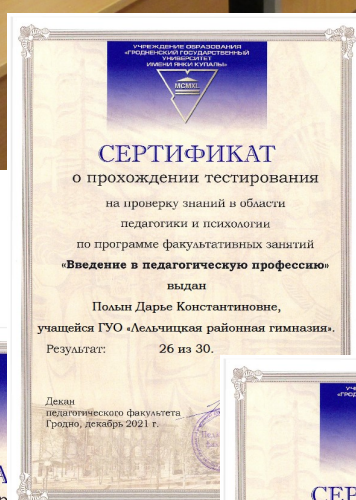 УЧРЕЖДЕНИЕ ОБРАЗОВАНИЯ
«ГРОДНЕНСКИЙ ГОСУДАРСТВЕННЫЙ
УНИВЕРСИТЕТ
ИМЕНИ ЯНКИ КУПАЛЫ»
MCMXL
СЕРТИФИКАТ
о прохождении тестирования
на проверку знаний в области
педагогики и психологии
по программе факультативных занятий
«Введение в педагогическую профессию»
выдан
Полын Дарье Константиновне,
учащейся ГУО «Лельчицкая районная гимназия».
Результат: 26 из 30.
Декан
педагогического факультета
Гродно, декабрь 2021 г.